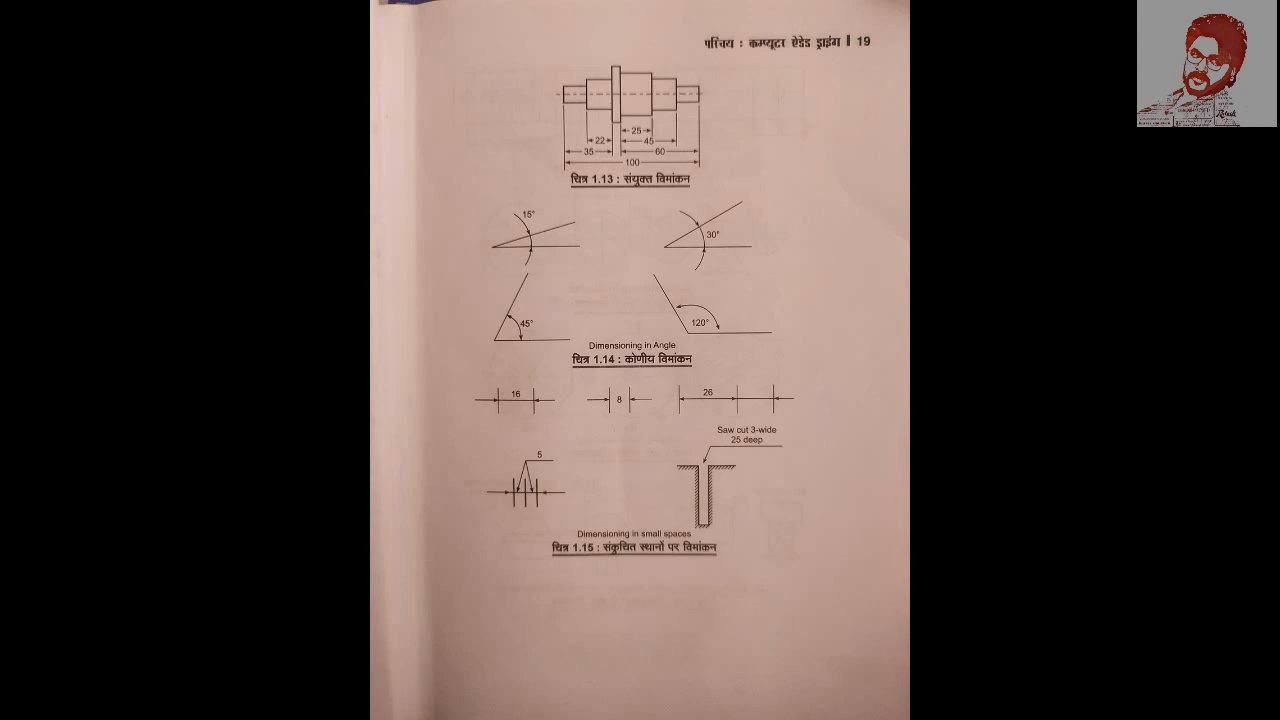 परिचय : कम्प्यूटर ऐडेड ड्राइंग | 19
25
22
45
35
60
100
चित्र 1.13 : संयुक्त विमांकन
15°
30°
45°
120°
Dimensioning in Angle
चित्र 1.14 : कोणीय विमांकन
16
8
26
Saw cut 3-wide
25 deep
5
Dimensioning in small spaces
चित्र 1.15 : संकुचित स्थानों पर विमांकन